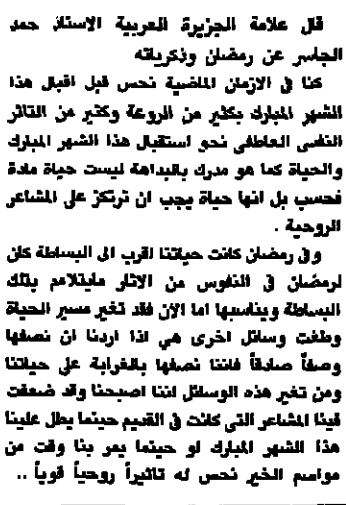 قال علامة الجزيرة العربية الاستاذ حمد
الجاسر عن رمضان وذكرياته
كنا في الازمان الماضية نحس قبل اقبال هذا
الشهر المبارك بكثير من الروعة وكثير من التاثر
النفسى العاطفى نحو استقبال هذا الشهر المبارك
والحياة كما هو مدرك بالبداهة ليست حياة مادة
فحسب بل انها حياة يجب ان ترتكز على المشاعر
الروحية .
وفي رمضان كانت حياتنا اقرب الى البساطة كان
لرمضان في النفوس من الاثار مايتلاءم بتلك
البساطة ويناسبها اما الآن فقد تغير مسير الحياة
وطغت وسائل اخرى هي اذا اردنا ان نصفها
وصفاً صادقاً فاننا نصفها بالغرابة على حياتنا
ومن تغير هذه الوسائل اننا اصبحنا وقد ضعفت
فينا المشاعر التي كانت في القديم حينما يطل علينا
هذا الشهر المبارك او حينما يمر بنا وقت من
مواسم الخير نحس له تاثيراً روحياً قوياً ..